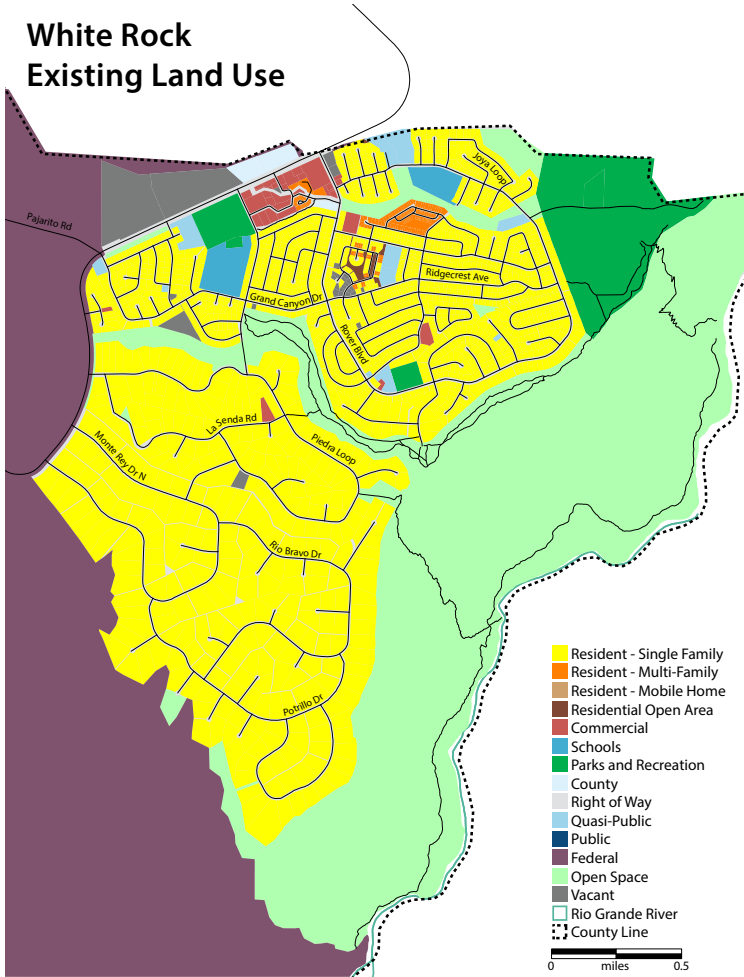 White Rock
Existing Land Use
Joya Loop
Pajarito Rd
Ridgecrest Ave
Grand Canyon Dr
Rover Blvd
La Senda Rd
Piedra Loop
Monte Rey Dr N
Rio Bravo Dr
Potrillo Dr
Resident - Single Family
Resident - Multi-Family
Resident - Mobile Home
Residential Open Area
Commercial
Schools
Parks and Recreation
County
Right of Way
Quasi-Public
Public
Federal
Open Space
Vacant
Rio Grande River
County Line
0 miles 0.5